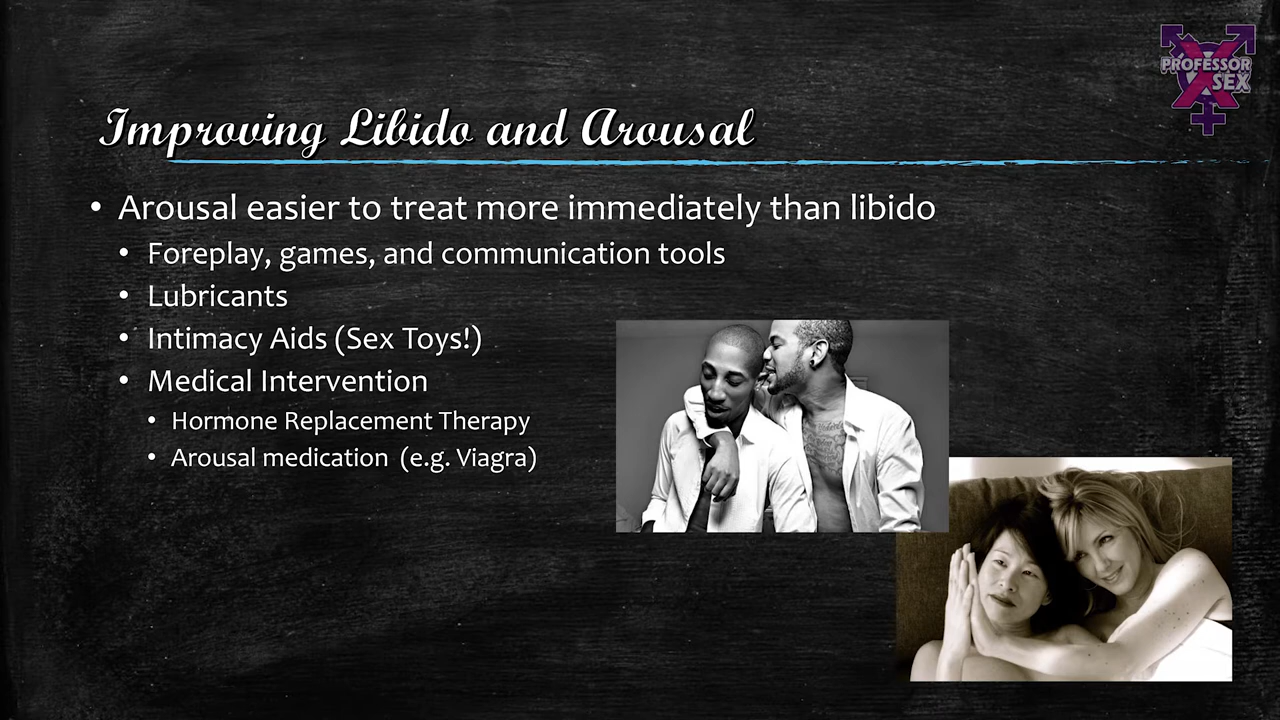 PROFESSOR
SEX
Improving Libido and Arousal
• Arousal easier to treat more immediately than libido
• Foreplay, games, and communication tools
• Lubricants
• Intimacy Aids (Sex Toys!)
• Medical Intervention
• Hormone Replacement Therapy
• Arousal medication (e.g. Viagra)